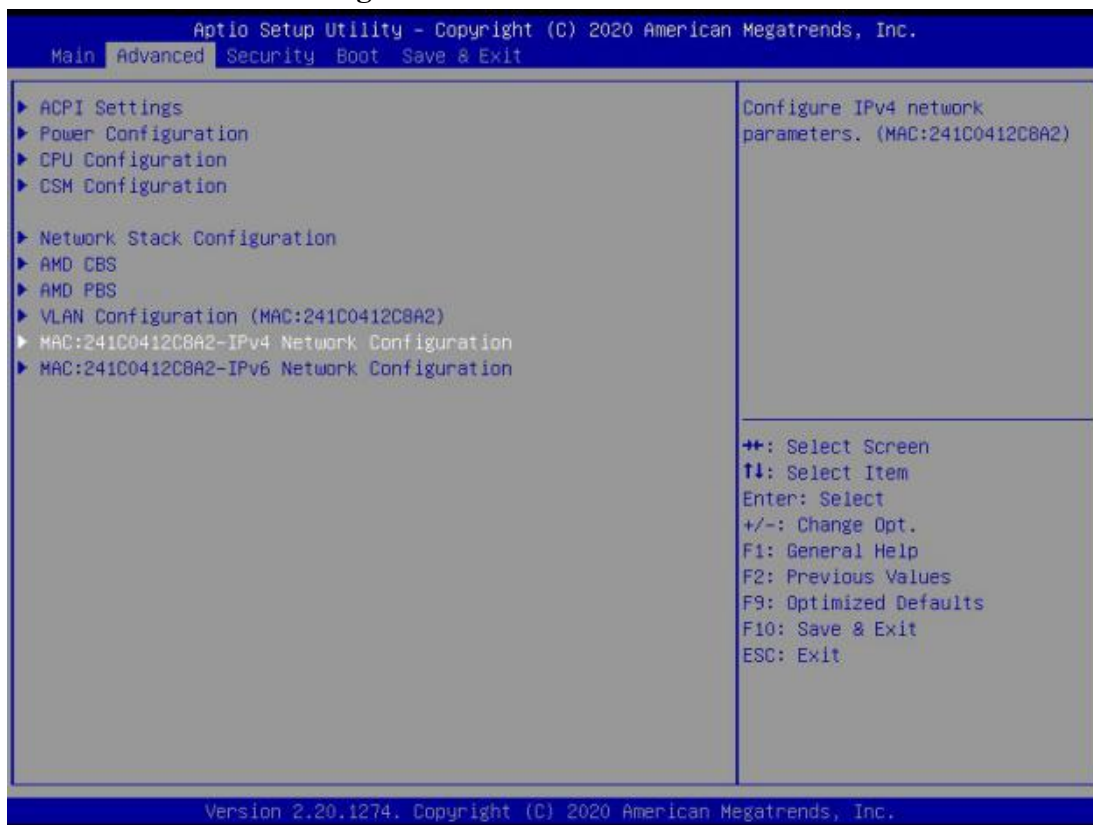 Aptio Setup Utility - Copyright (C) 2020 American Megatrends, Inc.
Main Advanced Security Boot Save & Exit
ACPI Settings
Power Configuration
CPU Configuration
CSM Configuration
Network Stack Configuration
AMD CBS
AMD PBS
VLAN Configuration (MAC:241C0412C8A2)
MAC:241C0412C8A2-IPv4 Network Configuration
MAC:241C0412C8A2-IPv6 Network Configuration
Configure IPv4 network
parameters. (MAC:241C0412C8A2)
→←: Select Screen
↑↓: Select Item
Enter: Select
+/-: Change Opt.
F1: General Help
F2: Previous Values
F9: Optimized Defaults
F10: Save & Exit
ESC: Exit
Version 2.20.1274. Copyright (C) 2020 American Megatrends, Inc.